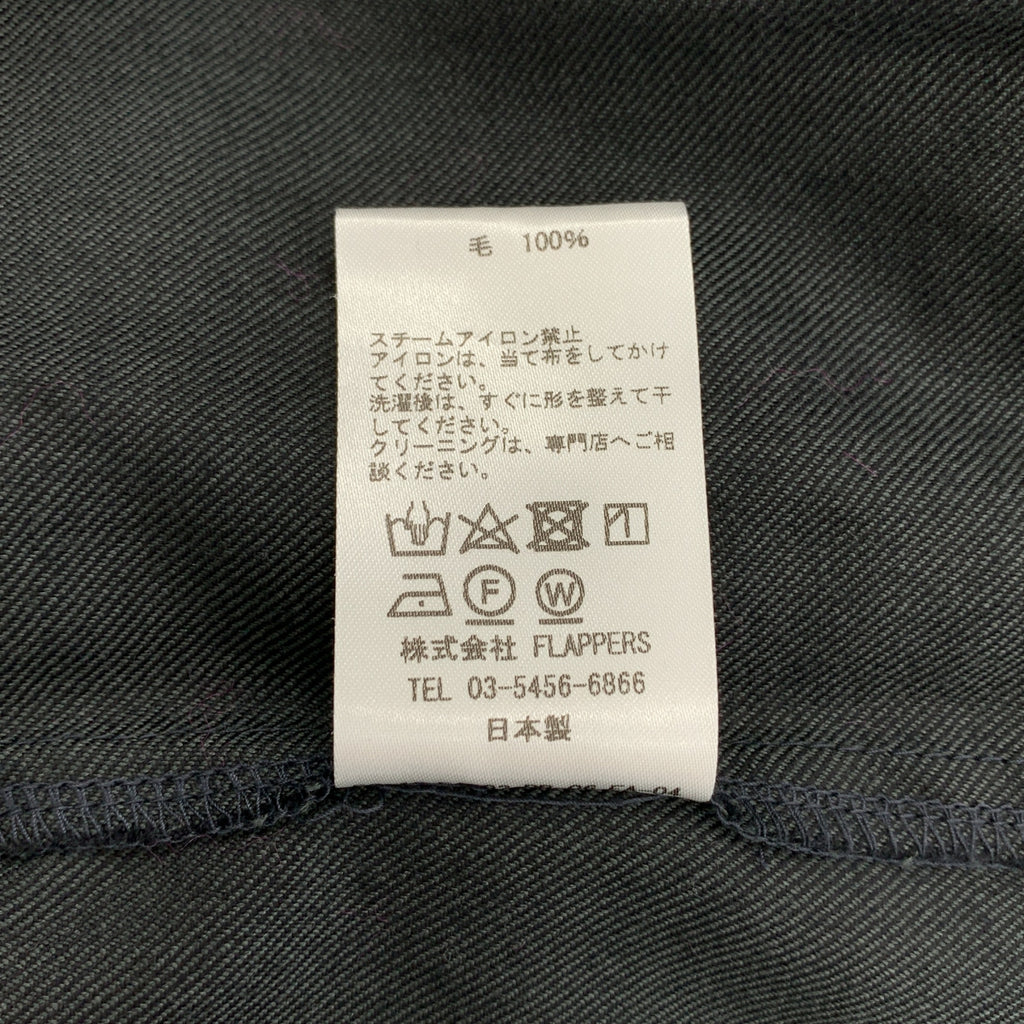 毛 100%
スチームアイロン禁止
アイロンは、当て布をしてかけ
てください。
洗濯後は、すぐに形を整えて干
してください。
クリーニングは、専門店へご相
談ください。
F W
株式会社 FLAPPERS
TEL 03-5456-6866
日本製